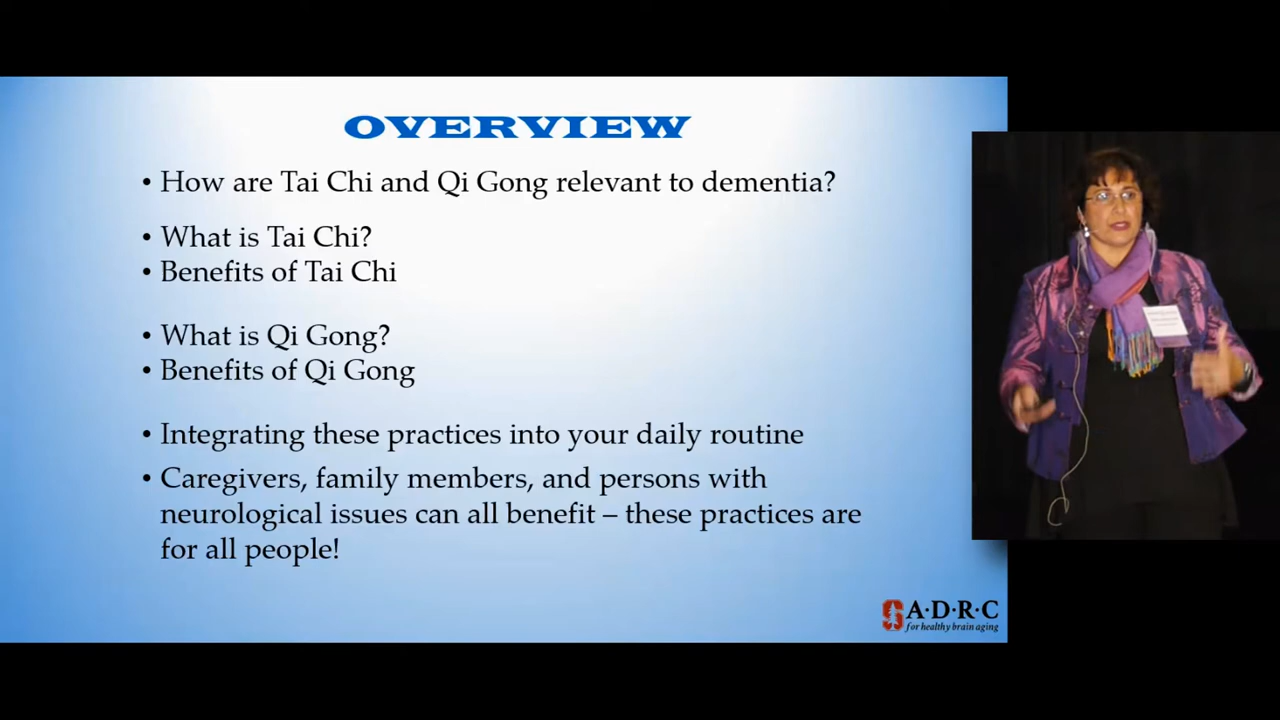 OVERVIEW
• How are Tai Chi and Qi Gong relevant to dementia?
• What is Tai Chi?
• Benefits of Tai Chi
• What is Qi Gong?
• Benefits of Qi Gong
• Integrating these practices into your daily routine
• Caregivers, family members, and persons with
neurological issues can all benefit – these practices are
for all people!
A·D·R·C
for healthy brain aging